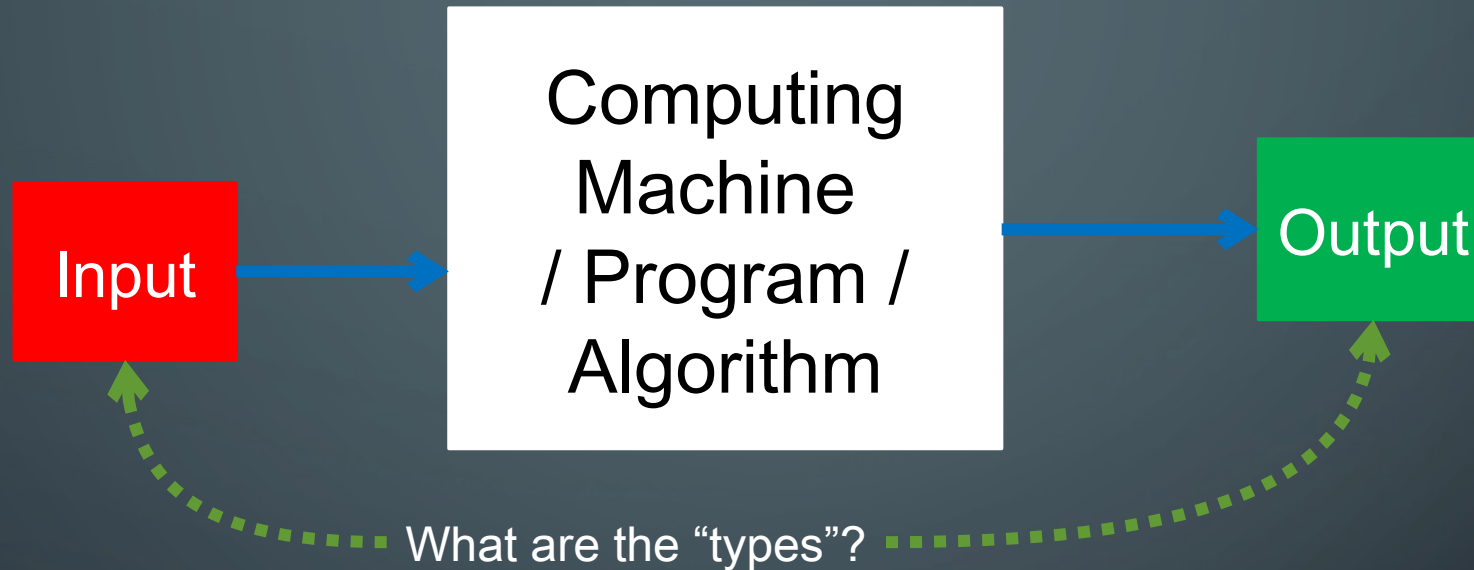 Input
Computing
Machine
/ Program /
Algorithm
Output
What are the “types”?